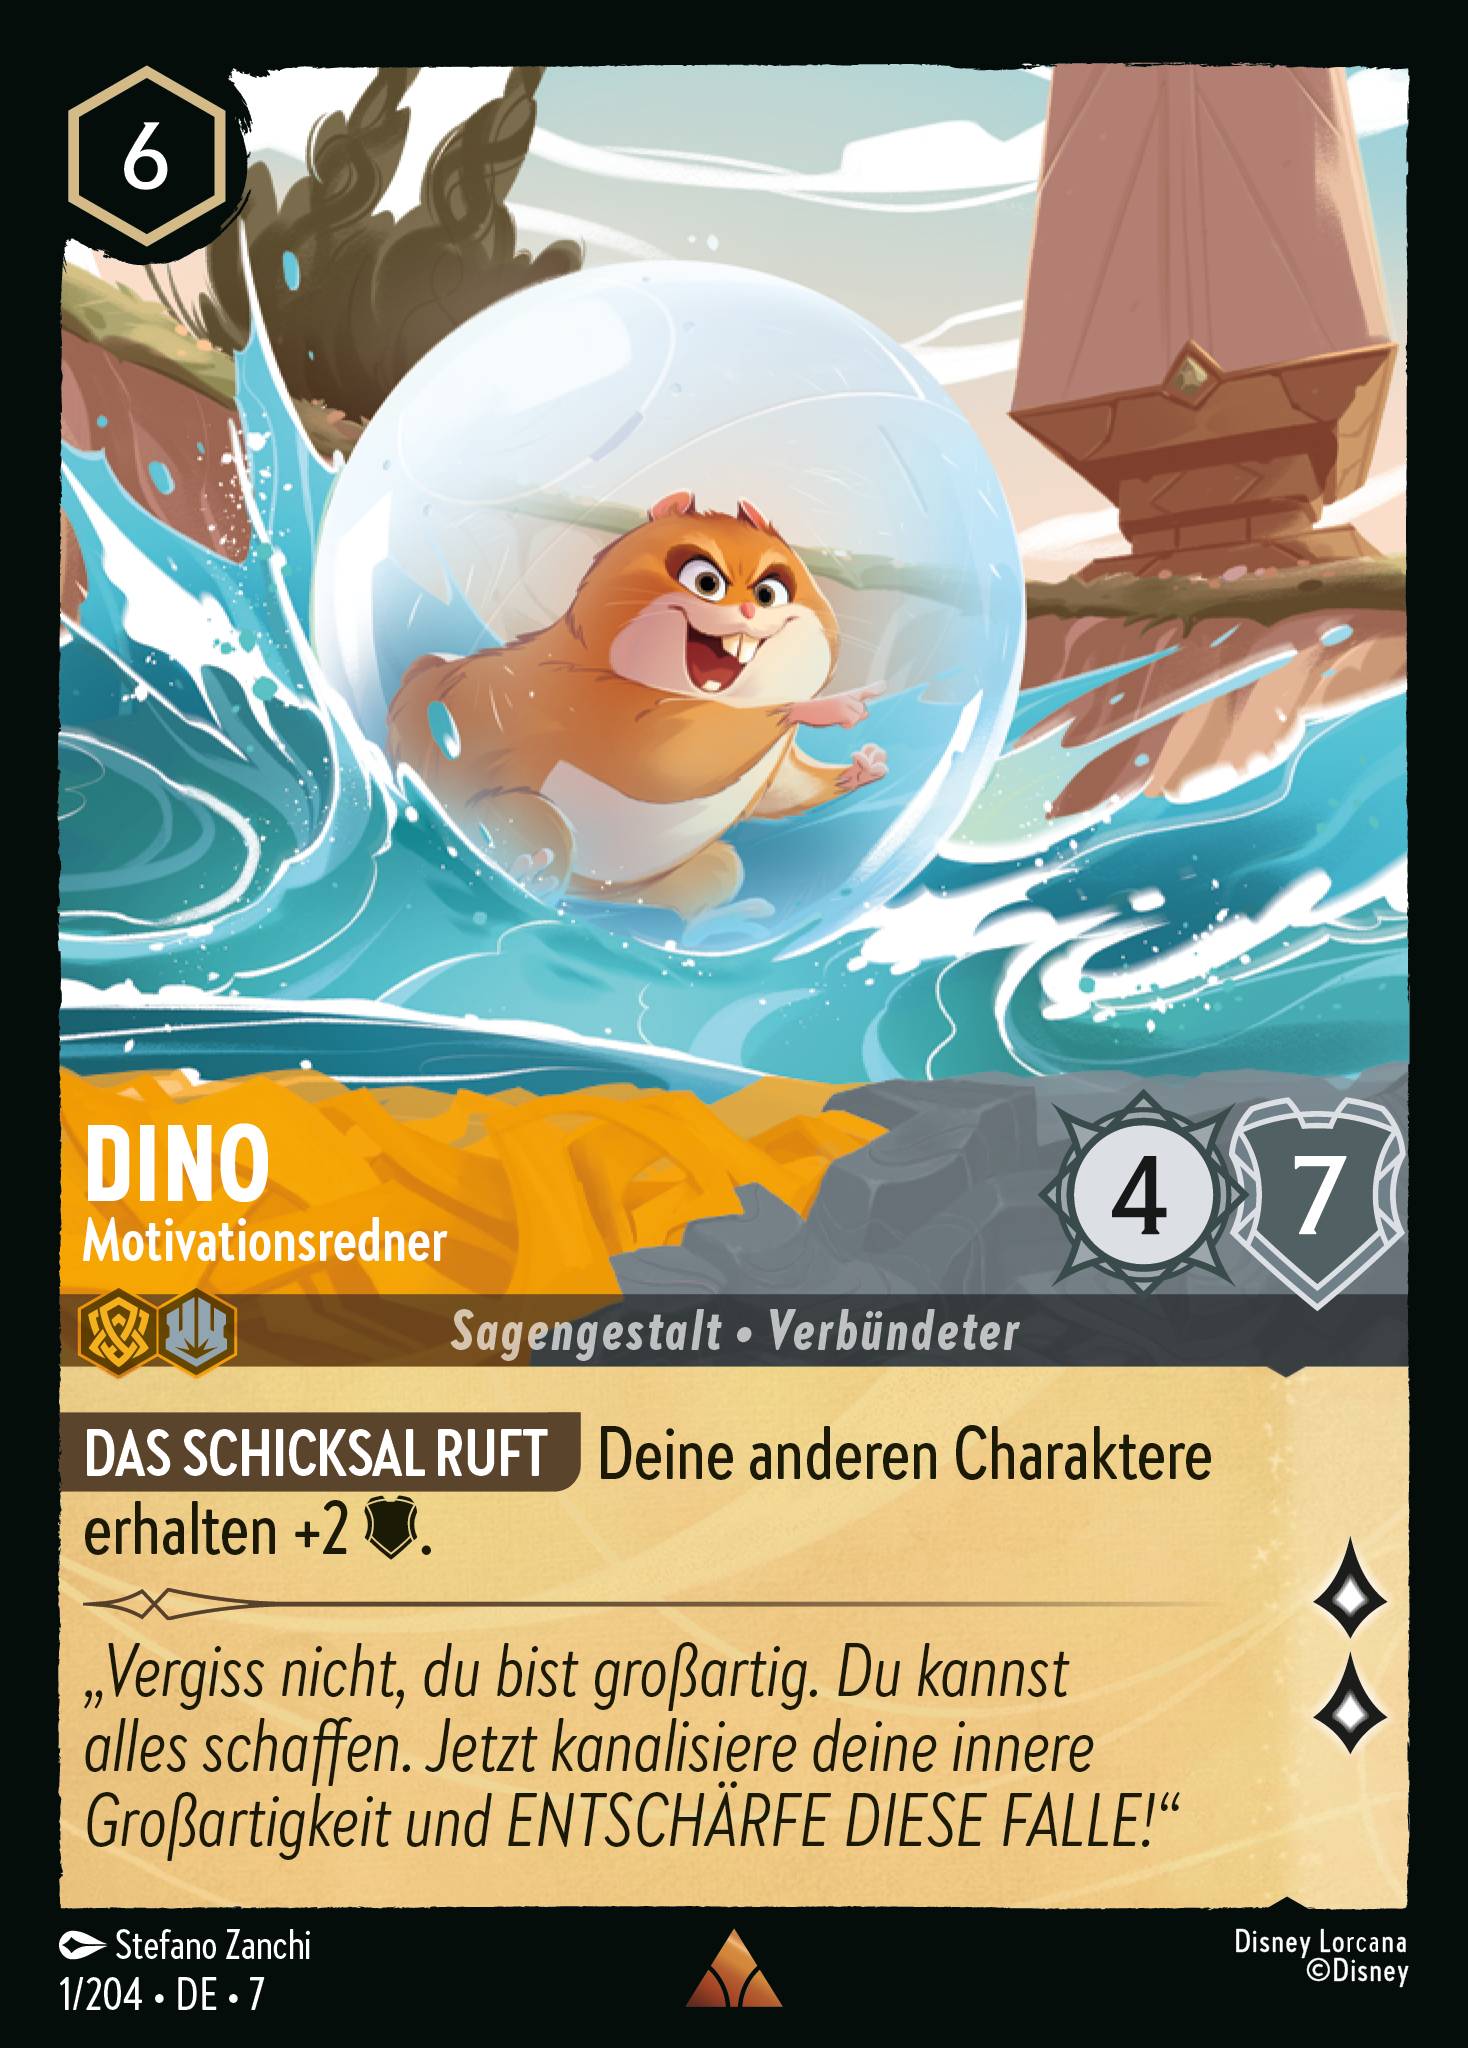 6
DINO
Motivationsredner
4
7
Sagengestalt • Verbündeter
DAS SCHICKSAL RUFT Deine anderen Charaktere
erhalten +2 .
„Vergiss nicht, du bist großartig. Du kannst
alles schaffen. Jetzt kanalisiere deine innere
Großartigkeit und ENTSCHÄRFE DIESE FALLE!“
Stefano Zanchi
1/204 • DE • 7
Disney Lorcana
©Disney